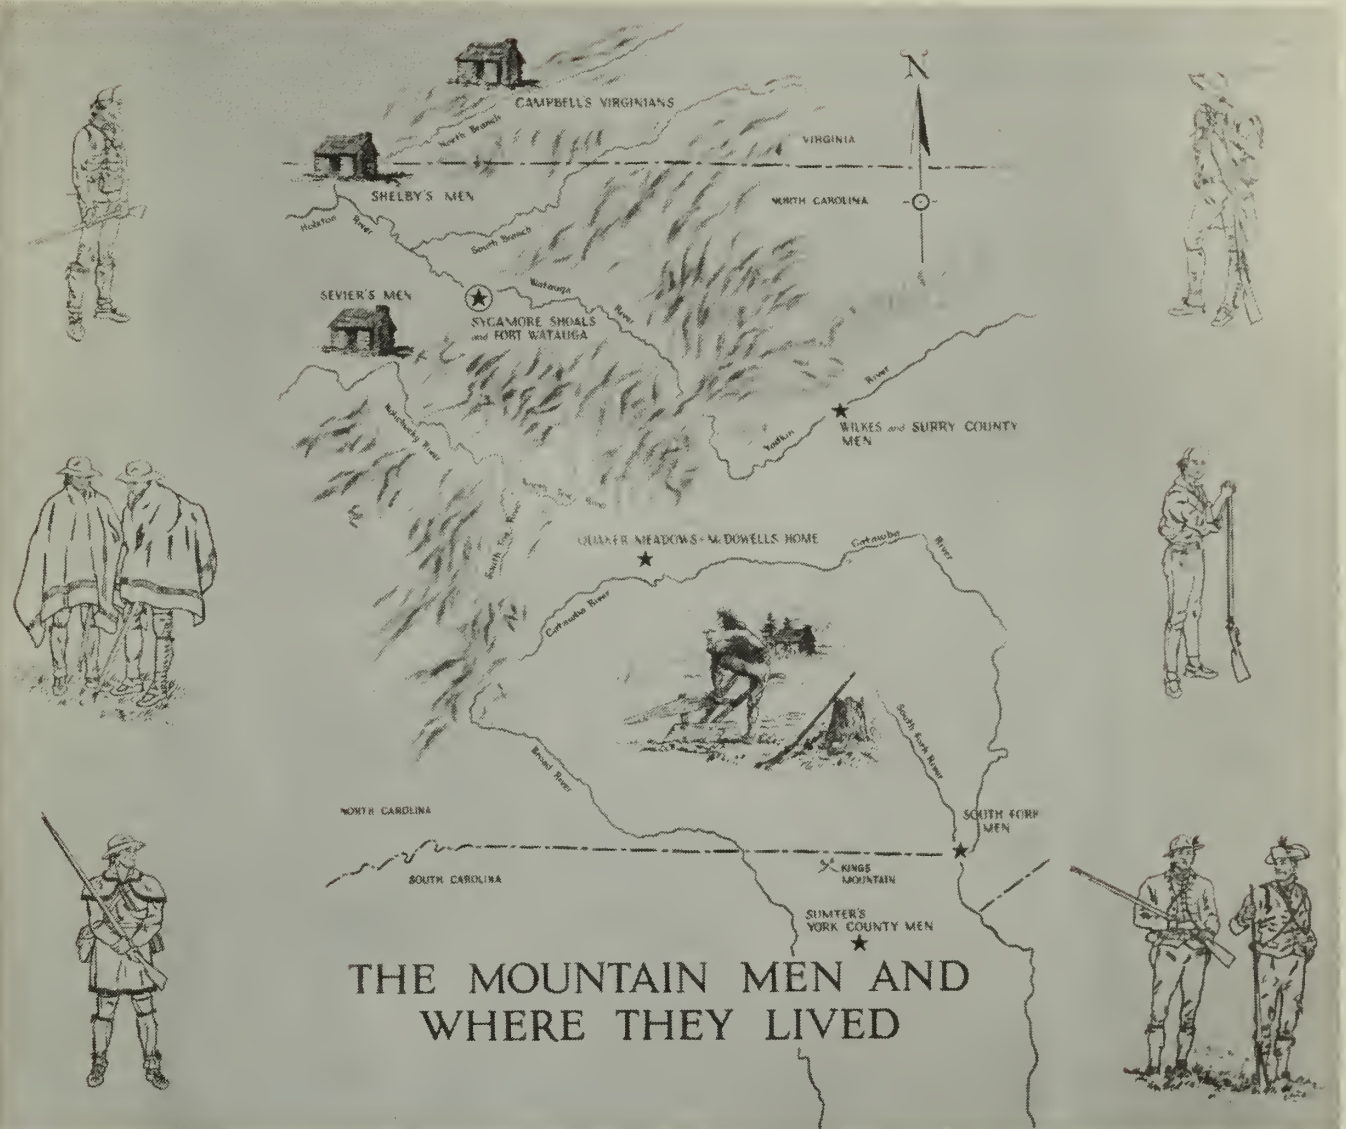 N
CAMPBELL'S VIRGINIANS
North Branch
VIRGINIA
SHELBY'S MEN
NORTH CAROLINA
Holston River
South Branch
SEVIER'S MEN
Watauga River
SYCAMORE SHOALS
and FORT WATAUGA
River
Yadkin
WILKES and SURRY COUNTY
MEN
Nolichucky River
QUAKER MEADOWS - McDOWELLS HOME
Catawba River
Catawba River
South Fork River
Broad River
NORTH CAROLINA
SOUTH FORK
MEN
SOUTH CAROLINA
KINGS
MOUNTAIN
SUMTER'S
YORK COUNTY MEN
THE MOUNTAIN MEN AND
WHERE THEY LIVED